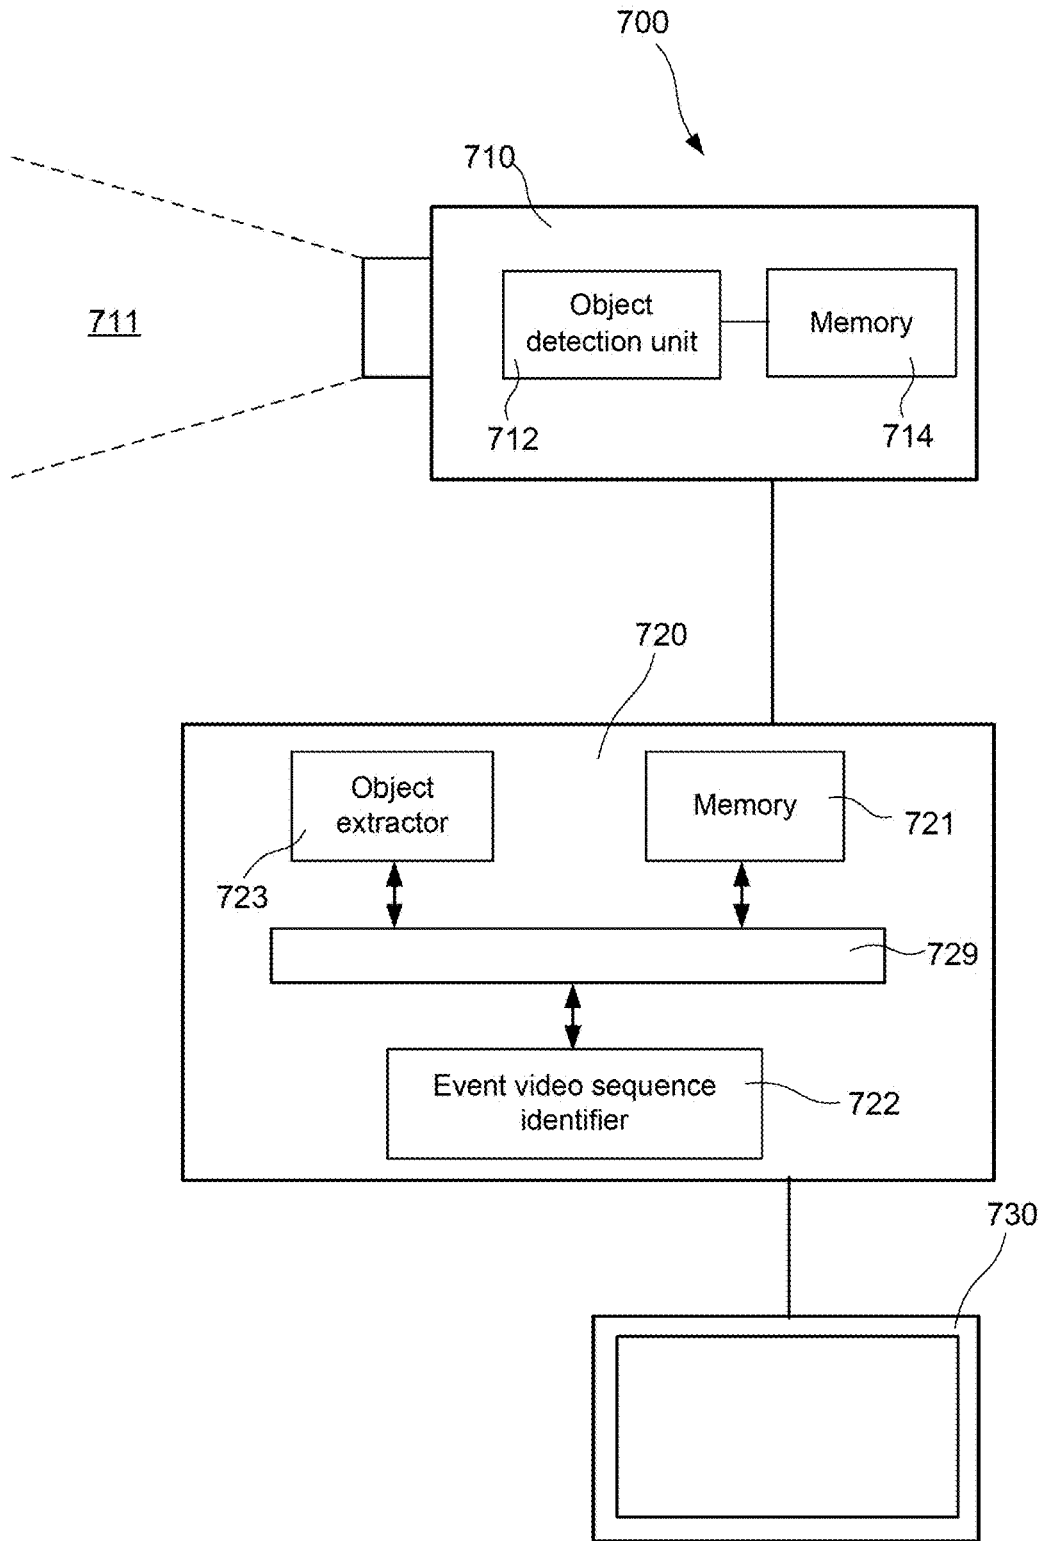 700
710
711
Object
detection unit
Memory
712
714
720
Object
extractor
Memory
721
723
729
Event video sequence
identifier
722
730